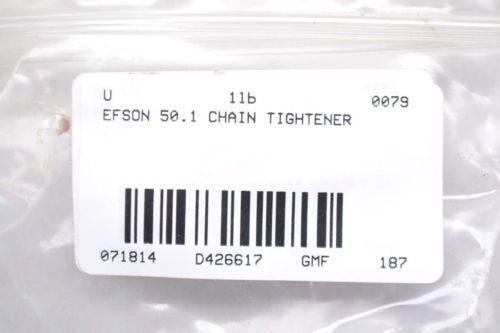 U 1lb 0079
EFSON 50.1 CHAIN TIGHTENER
071814 D426617 GMF 187